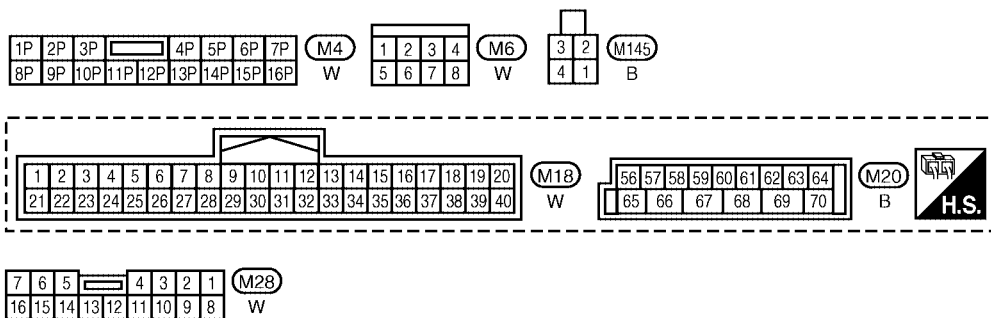 1P 2P 3P 4P 5P 6P 7P
8P 9P 10P 11P 12P 13P 14P 15P 16P
M4
W
1 2 3 4
5 6 7 8
M6
W
3 2
4 1
M145
B
1 2 3 4 5 6 7 8 9 10 11 12 13 14 15 16 17 18 19 20
21 22 23 24 25 26 27 28 29 30 31 32 33 34 35 36 37 38 39 40
M18
W
56 57 58 59 60 61 62 63 64
65 66 67 68 69 70
M20
B
H.S.
7 6 5 4 3 2 1
16 15 14 13 12 11 10 9 8
M28
W